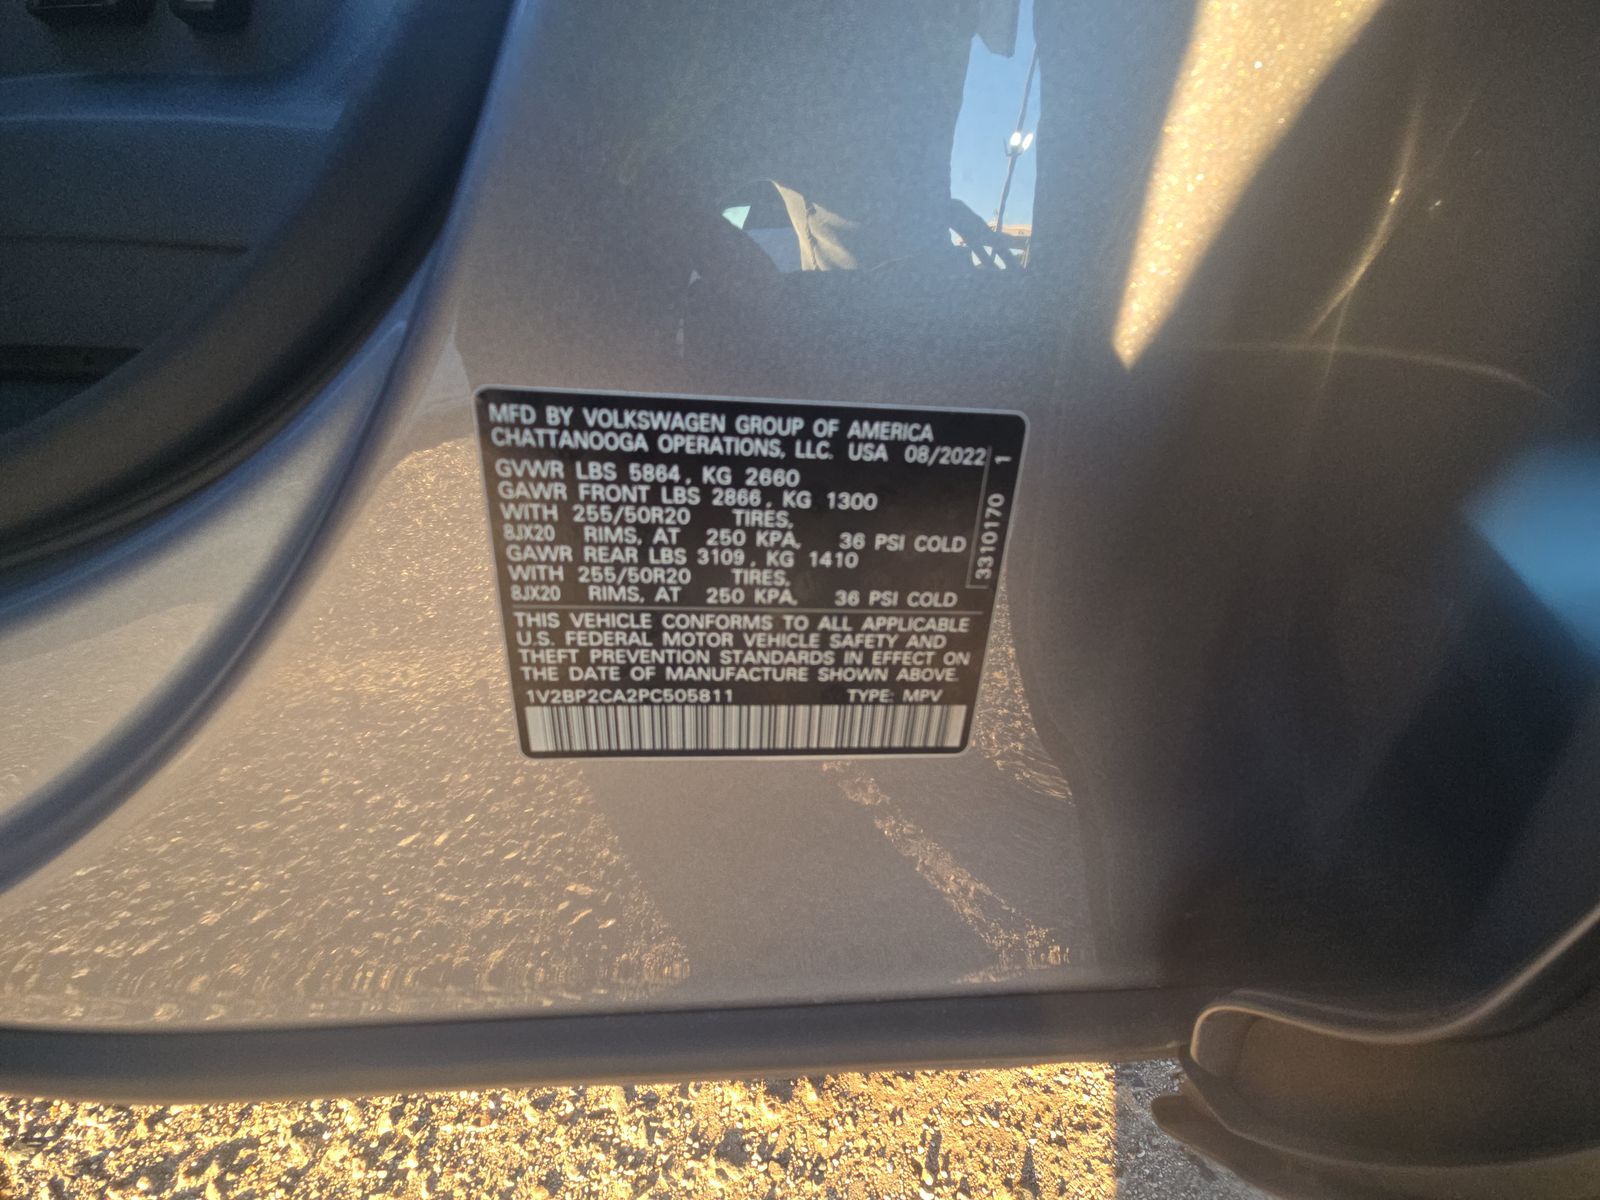 MFD BY VOLKSWAGEN GROUP OF AMERICA
CHATTANOOGA OPERATIONS, LLC. USA 08/2022
GVWR LBS 5864, KG 2660
GAWR FRONT LBS 2866, KG 1300
WITH 255/50R20 TIRES,
8JX20 RIMS, AT 250 KPA, 36 PSI COLD
GAWR REAR LBS 3109, KG 1410
WITH 255/50R20 TIRES,
8JX20 RIMS, AT 250 KPA, 36 PSI COLD
THIS VEHICLE CONFORMS TO ALL APPLICABLE
U.S. FEDERAL MOTOR VEHICLE SAFETY AND
THEFT PREVENTION STANDARDS IN EFFECT ON
THE DATE OF MANUFACTURE SHOWN ABOVE.
1V2BP2CA2PC505811 TYPE: MPV
3310170 1